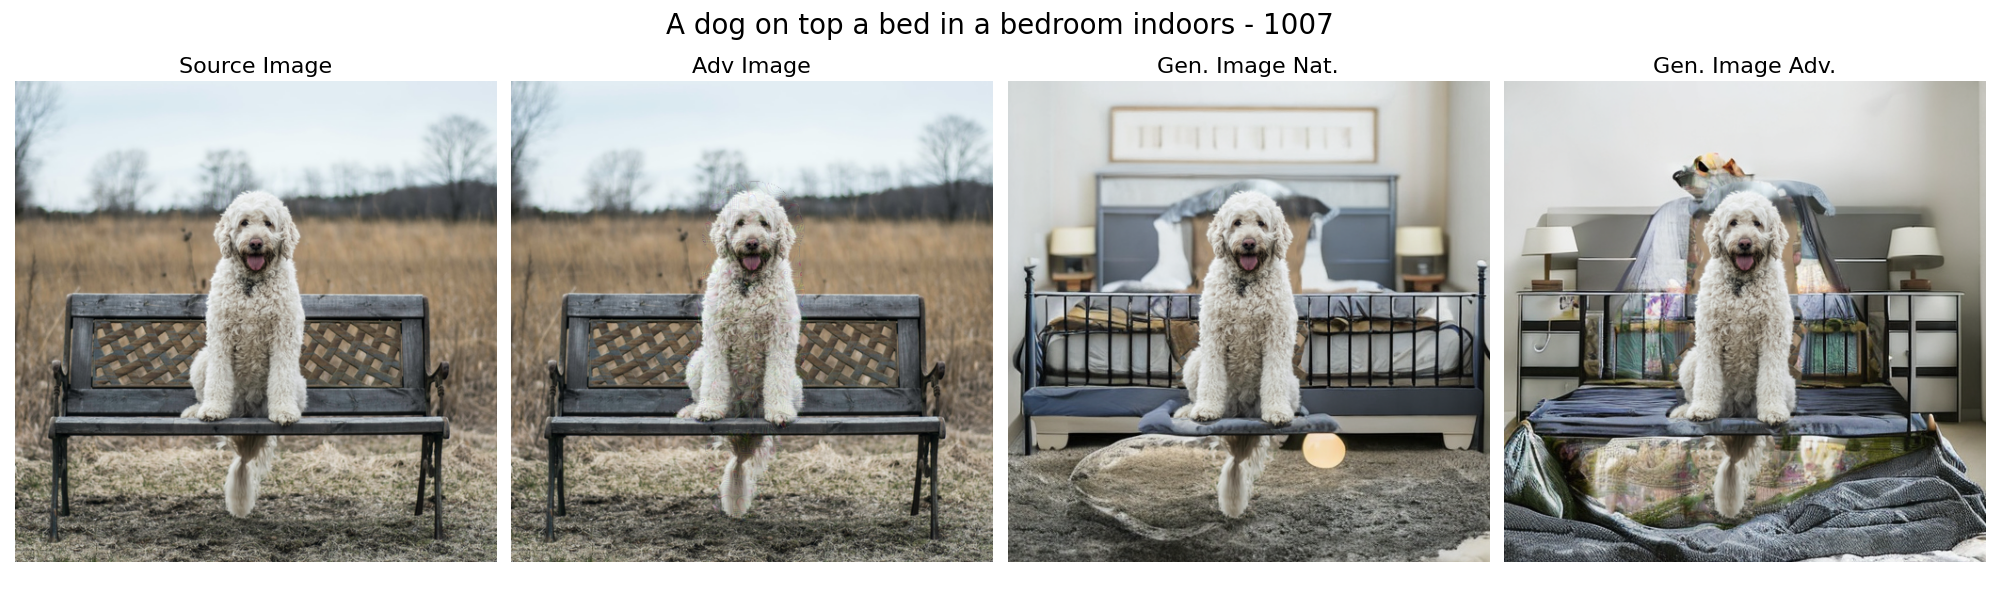 A dog on top a bed in a bedroom indoors - 1007
Source Image
Adv Image
Gen. Image Nat.
Gen. Image Adv.